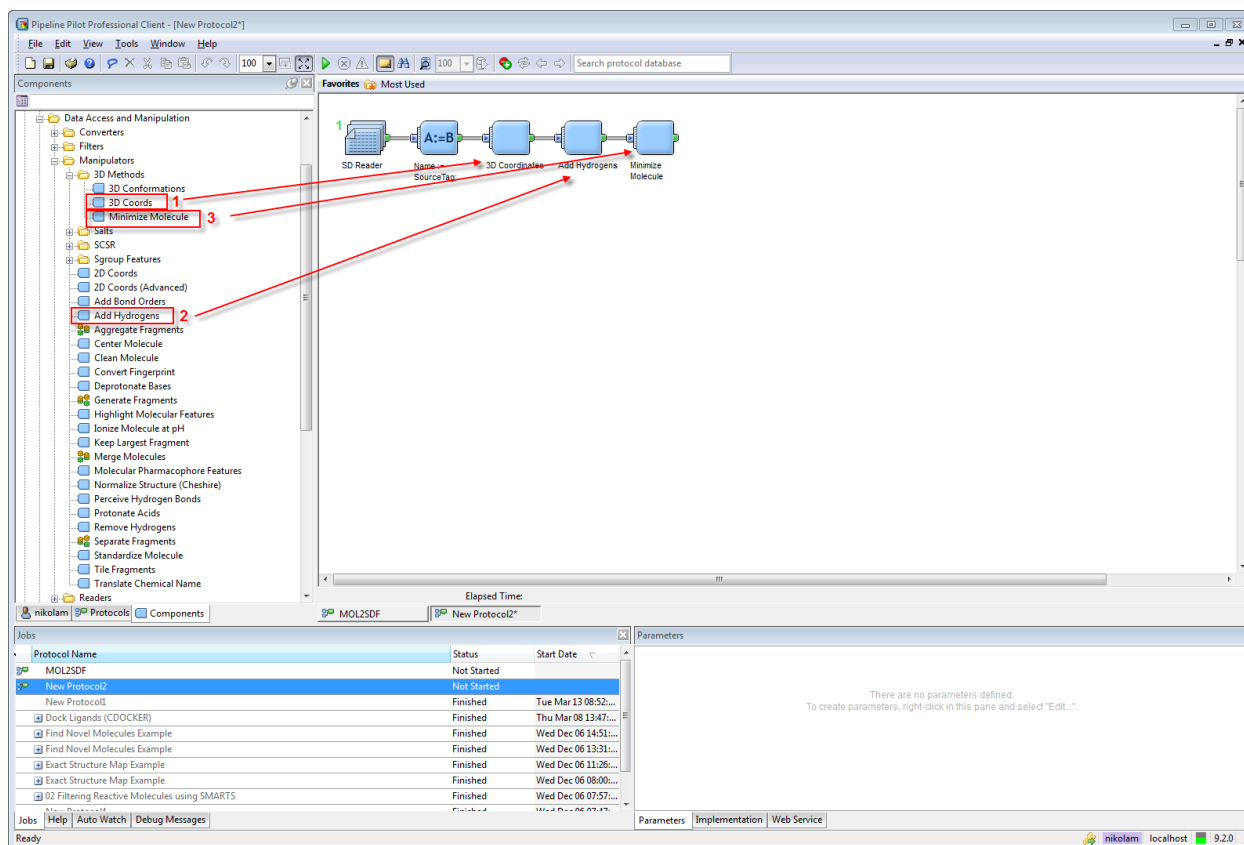 Pipeline Pilot Professional Client - [New Protocol2*]
File Edit View Tools Window Help
100 100 Search protocol database
Components
Favorites Most Used
Data Access and Manipulation
Converters
Filters
Manipulators
3D Methods
3D Conformations
3D Coords 1
Minimize Molecule 3
Salts
SCSR
Sgroup Features
2D Coords
2D Coords (Advanced)
Add Bond Orders
Add Hydrogens 2
Aggregate Fragments
Center Molecule
Clean Molecule
Convert Fingerprint
Deprotonate Bases
Generate Fragments
Highlight Molecular Features
Ionize Molecule at pH
Keep Largest Fragment
Merge Molecules
Molecular Pharmacophore Features
Normalize Structure (Cheshire)
Perceive Hydrogen Bonds
Protonate Acids
Remove Hydrogens
Separate Fragments
Standardize Molecule
Tile Fragments
Translate Chemical Name
Readers
nikolam Protocols Components
1
A:=B
SD Reader
Name :=
SourceTag;
3D Coordinates
Add Hydrogens
Minimize
Molecule
Elapsed Time:
MOL2SDF New Protocol2*
Jobs
Protocol Name Status Start Date
MOL2SDF Not Started
New Protocol2 Not Started
New Protocol1 Finished Tue Mar 13 08:52:...
Dock Ligands (CDOCKER) Finished Thu Mar 08 13:47:...
Find Novel Molecules Example Finished Wed Dec 06 14:51:...
Find Novel Molecules Example Finished Wed Dec 06 13:31:...
Exact Structure Map Example Finished Wed Dec 06 11:26:...
Exact Structure Map Example Finished Wed Dec 06 08:00:...
02 Filtering Reactive Molecules using SMARTS Finished Wed Dec 06 07:57:...
Jobs Help Auto Watch Debug Messages
Parameters
There are no parameters defined.
To create parameters, right-click in this pane and select "Edit...".
Parameters Implementation Web Service
Ready
nikolam localhost 9.2.0